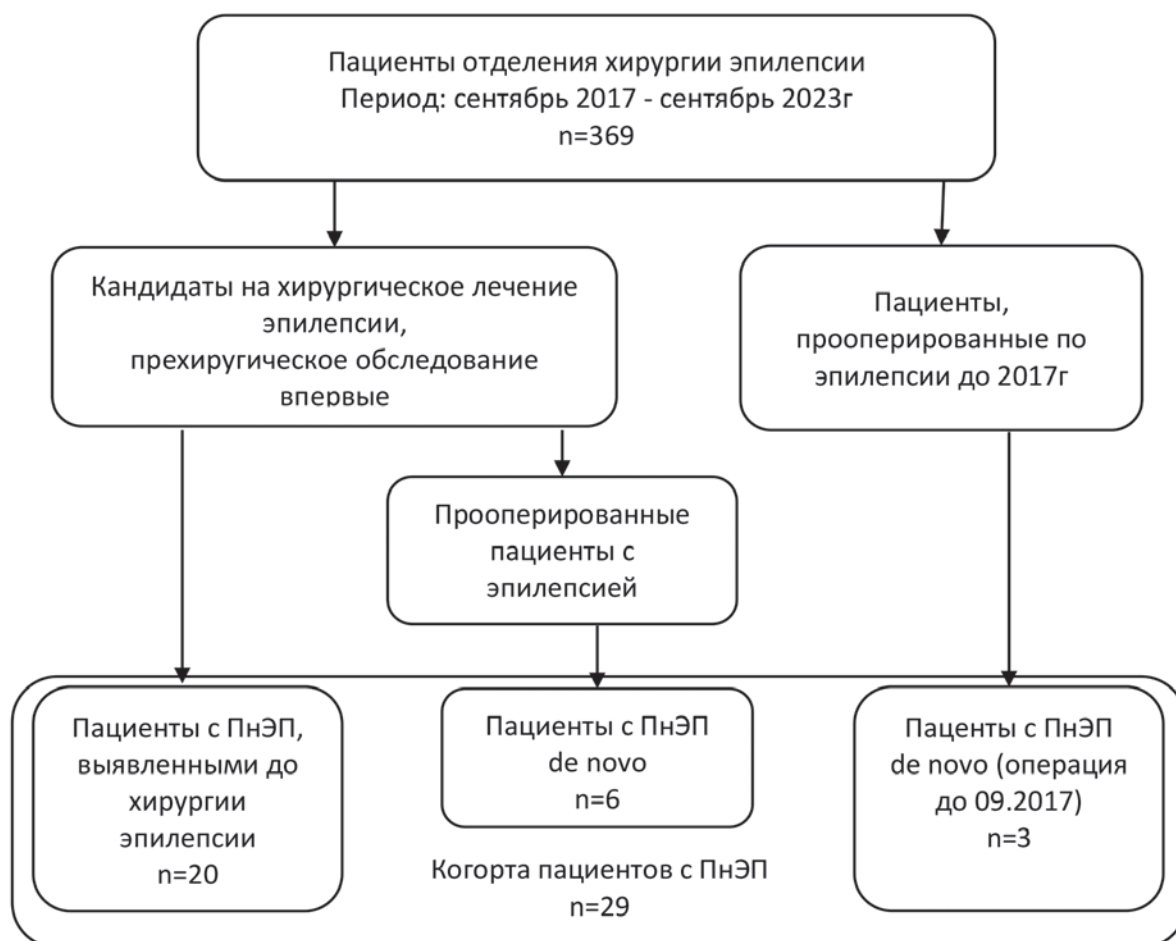 Пациенты отделения хирургии эпилепсии
Период: сентябрь 2017 - сентябрь 2023г
n=369
Кандидаты на хирургическое лечение
эпилепсии,
прехиругическое обследование
впервые
Пациенты,
прооперированные по
эпилепсии до 2017г
Прооперированные
пациенты с
эпилепсией
Пациенты с ПнЭП,
выявленными до
хирургии
эпилепсии
n=20
Пациенты с ПнЭП
de novo
n=6
Паценты с ПнЭП
de novo (операция
до 09.2017)
n=3
Когорта пациентов с ПнЭП
n=29